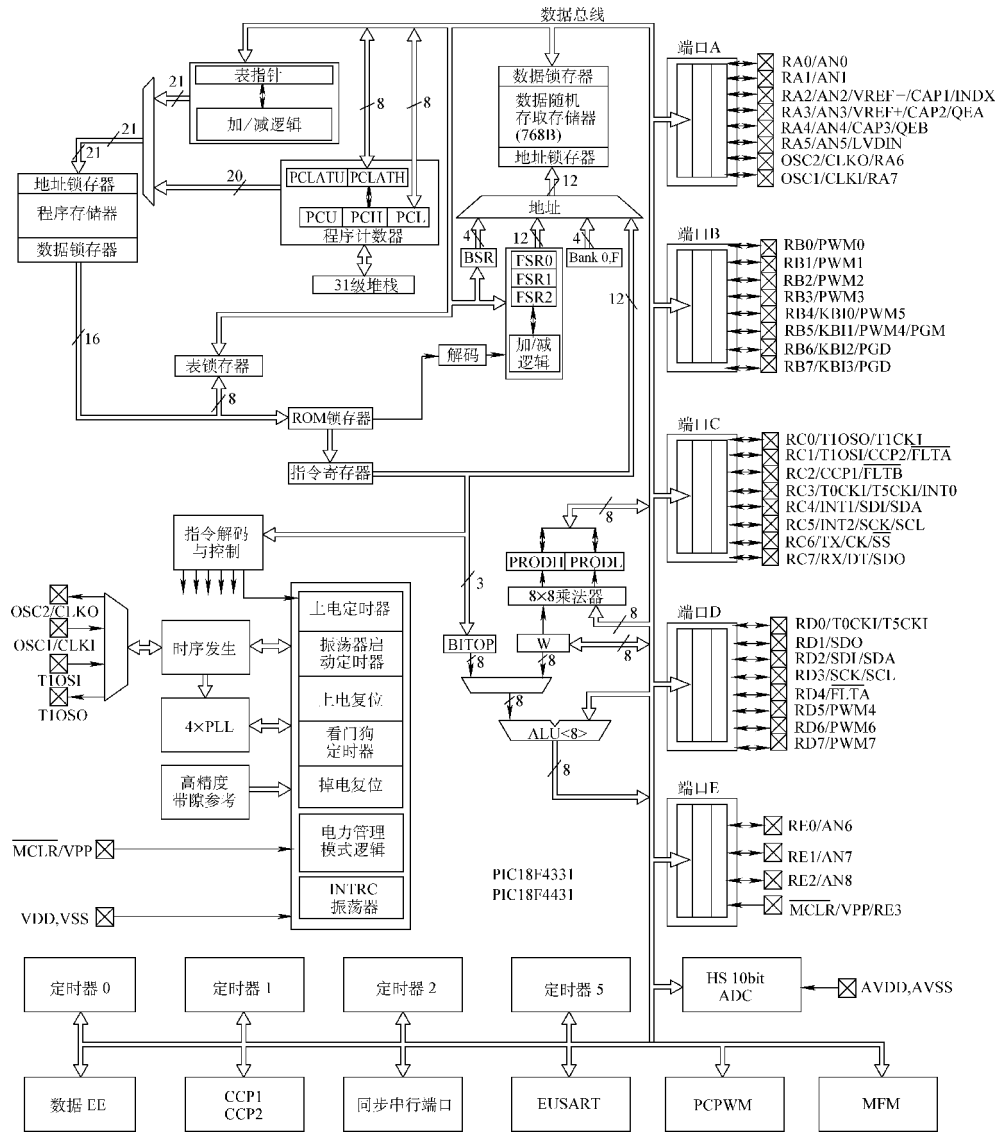 数据总线
21
表指针
加/减逻辑
8
8
数据锁存器
数据随机
存取存储器
(768B)
地址锁存器
12
端口A
RA0/AN0
RA1/AN1
RA2/AN2/VREF-/CAP1/INDX
RA3/AN3/VREF+/CAP2/QEA
RA4/AN4/CAP3/QEB
RA5/AN5/LVDIN
OSC2/CLKO/RA6
OSC1/CLKI/RA7
21
21
20
地址锁存器
程序存储器
数据锁存器
PCLATU
PCLATH
PCU
PCH
PCL
程序计数器
31级堆栈
地址
4
12
4
BSR
FSR0
FSR1
FSR2
Bank 0,F
12
加/减
逻辑
解码
端口B
RB0/PWM0
RB1/PWM1
RB2/PWM2
RB3/PWM3
RB4/KBI0/PWM5
RB5/KBI1/PWM4/PGM
RB6/KBI2/PGD
RB7/KBI3/PGD
16
表锁存器
8
ROM锁存器
指令寄存器
端口C
RC0/T1OSO/T1CKI
RC1/T1OSI/CCP2/FLTA
RC2/CCP1/FLTB
RC3/T0CKI/T5CKI/INT0
RC4/INT1/SDI/SDA
RC5/INT2/SCK/SCL
RC6/TX/CK/SS
RC7/RX/DT/SDO
指令解码
与控制
8
PRODH
PRODL
3
8×8乘法器
8
BITOP
W
8
8
8
8
ALU<8>
8
OSC2/CLKO
OSC1/CLKI
T1OSI
T1OSO
时序发生
4×PLL
高精度
带隙参考
上电定时器
振荡器启
动定时器
上电复位
看门狗
定时器
掉电复位
电力管理
模式逻辑
INTRC
振荡器
MCLR/VPP
VDD,VSS
端口D
RD0/T0CKI/T5CKI
RD1/SDO
RD2/SDI/SDA
RD3/SCK/SCL
RD4/FLTA
RD5/PWM4
RD6/PWM6
RD7/PWM7
端口E
RE0/AN6
RE1/AN7
RE2/AN8
MCLR/VPP/RE3
PIC18F4331
PIC18F4431
定时器 0
定时器 1
定时器 2
定时器 5
HS 10bit
ADC
AVDD,AVSS
数据 EE
CCP1
CCP2
同步串行端口
EUSART
PCPWM
MFM